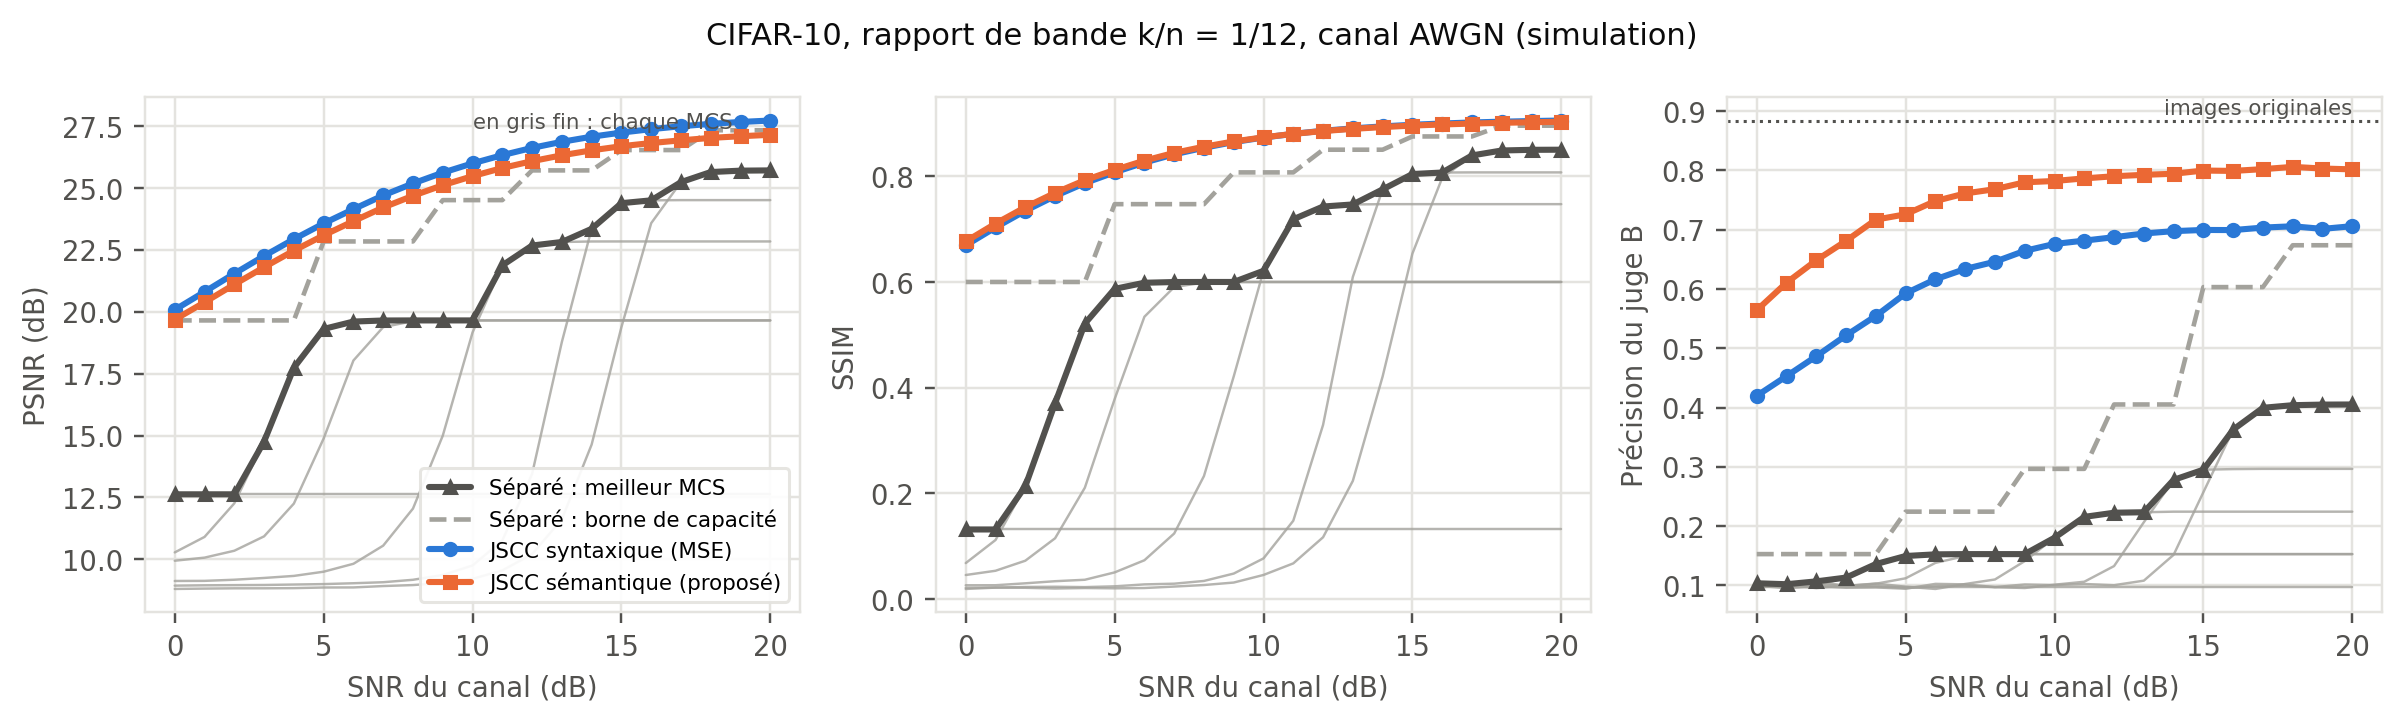 CIFAR-10, rapport de bande k/n = 1/12, canal AWGN (simulation)
PSNR (dB)
27.5
25.0
22.5
20.0
17.5
15.0
12.5
10.0
en gris fin : chaque MCS
Séparé : meilleur MCS
Séparé : borne de capacité
JSCC syntaxique (MSE)
JSCC sémantique (proposé)
0 5 10 15 20
SNR du canal (dB)
SSIM
0.8
0.6
0.4
0.2
0.0
0 5 10 15 20
SNR du canal (dB)
Précision du juge B
0.9
0.8
0.7
0.6
0.5
0.4
0.3
0.2
0.1
images originales
0 5 10 15 20
SNR du canal (dB)